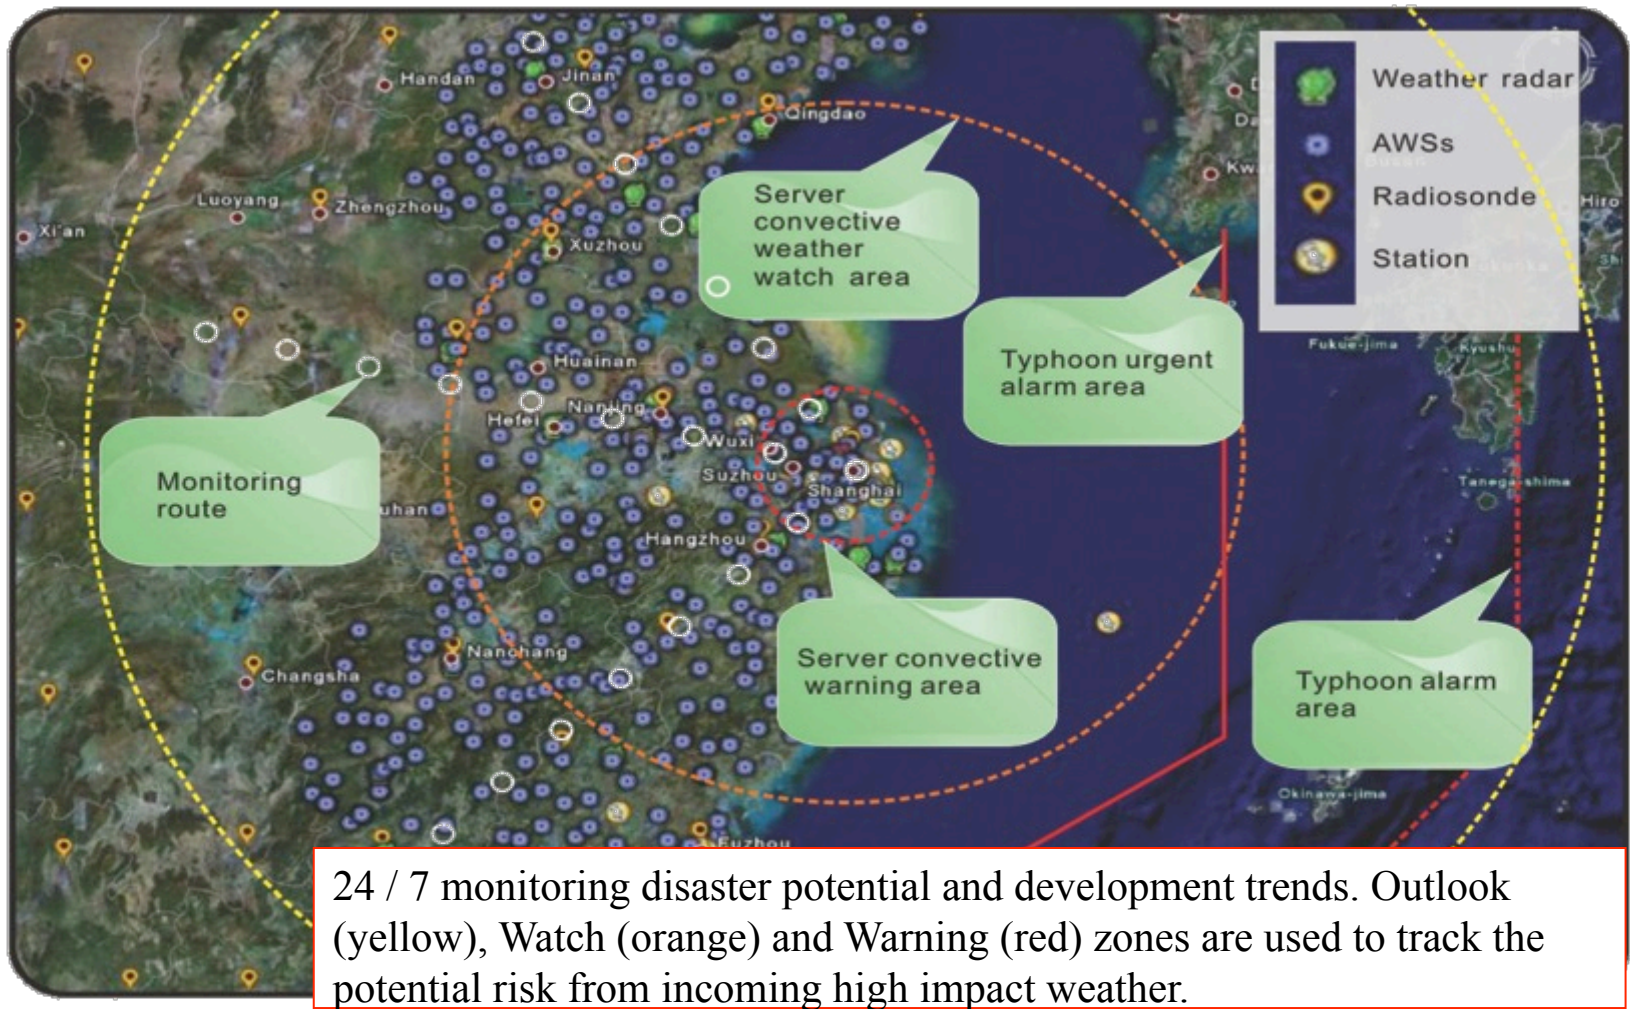 Handan
Jinan
Qingdao
Weather radar
AWSs
Radiosonde
Station
Luoyang
Zhengzhou
Xi'an
Xuzhou
Server
convective
weather
watch area
Hiro
Typhoon urgent
alarm area
Fukue-jima
Kyushu
Huainan
Nanjing
Hefei
Wuxi
Suzhou
Shanghai
Tanega-shima
Monitoring
route
uhan
Hangzhou
Nanchang
Changsha
Server convective
warning area
Typhoon alarm
area
Okinawa-jima
Fuzhou
24 / 7 monitoring disaster potential and development trends. Outlook
(yellow), Watch (orange) and Warning (red) zones are used to track the
potential risk from incoming high impact weather.